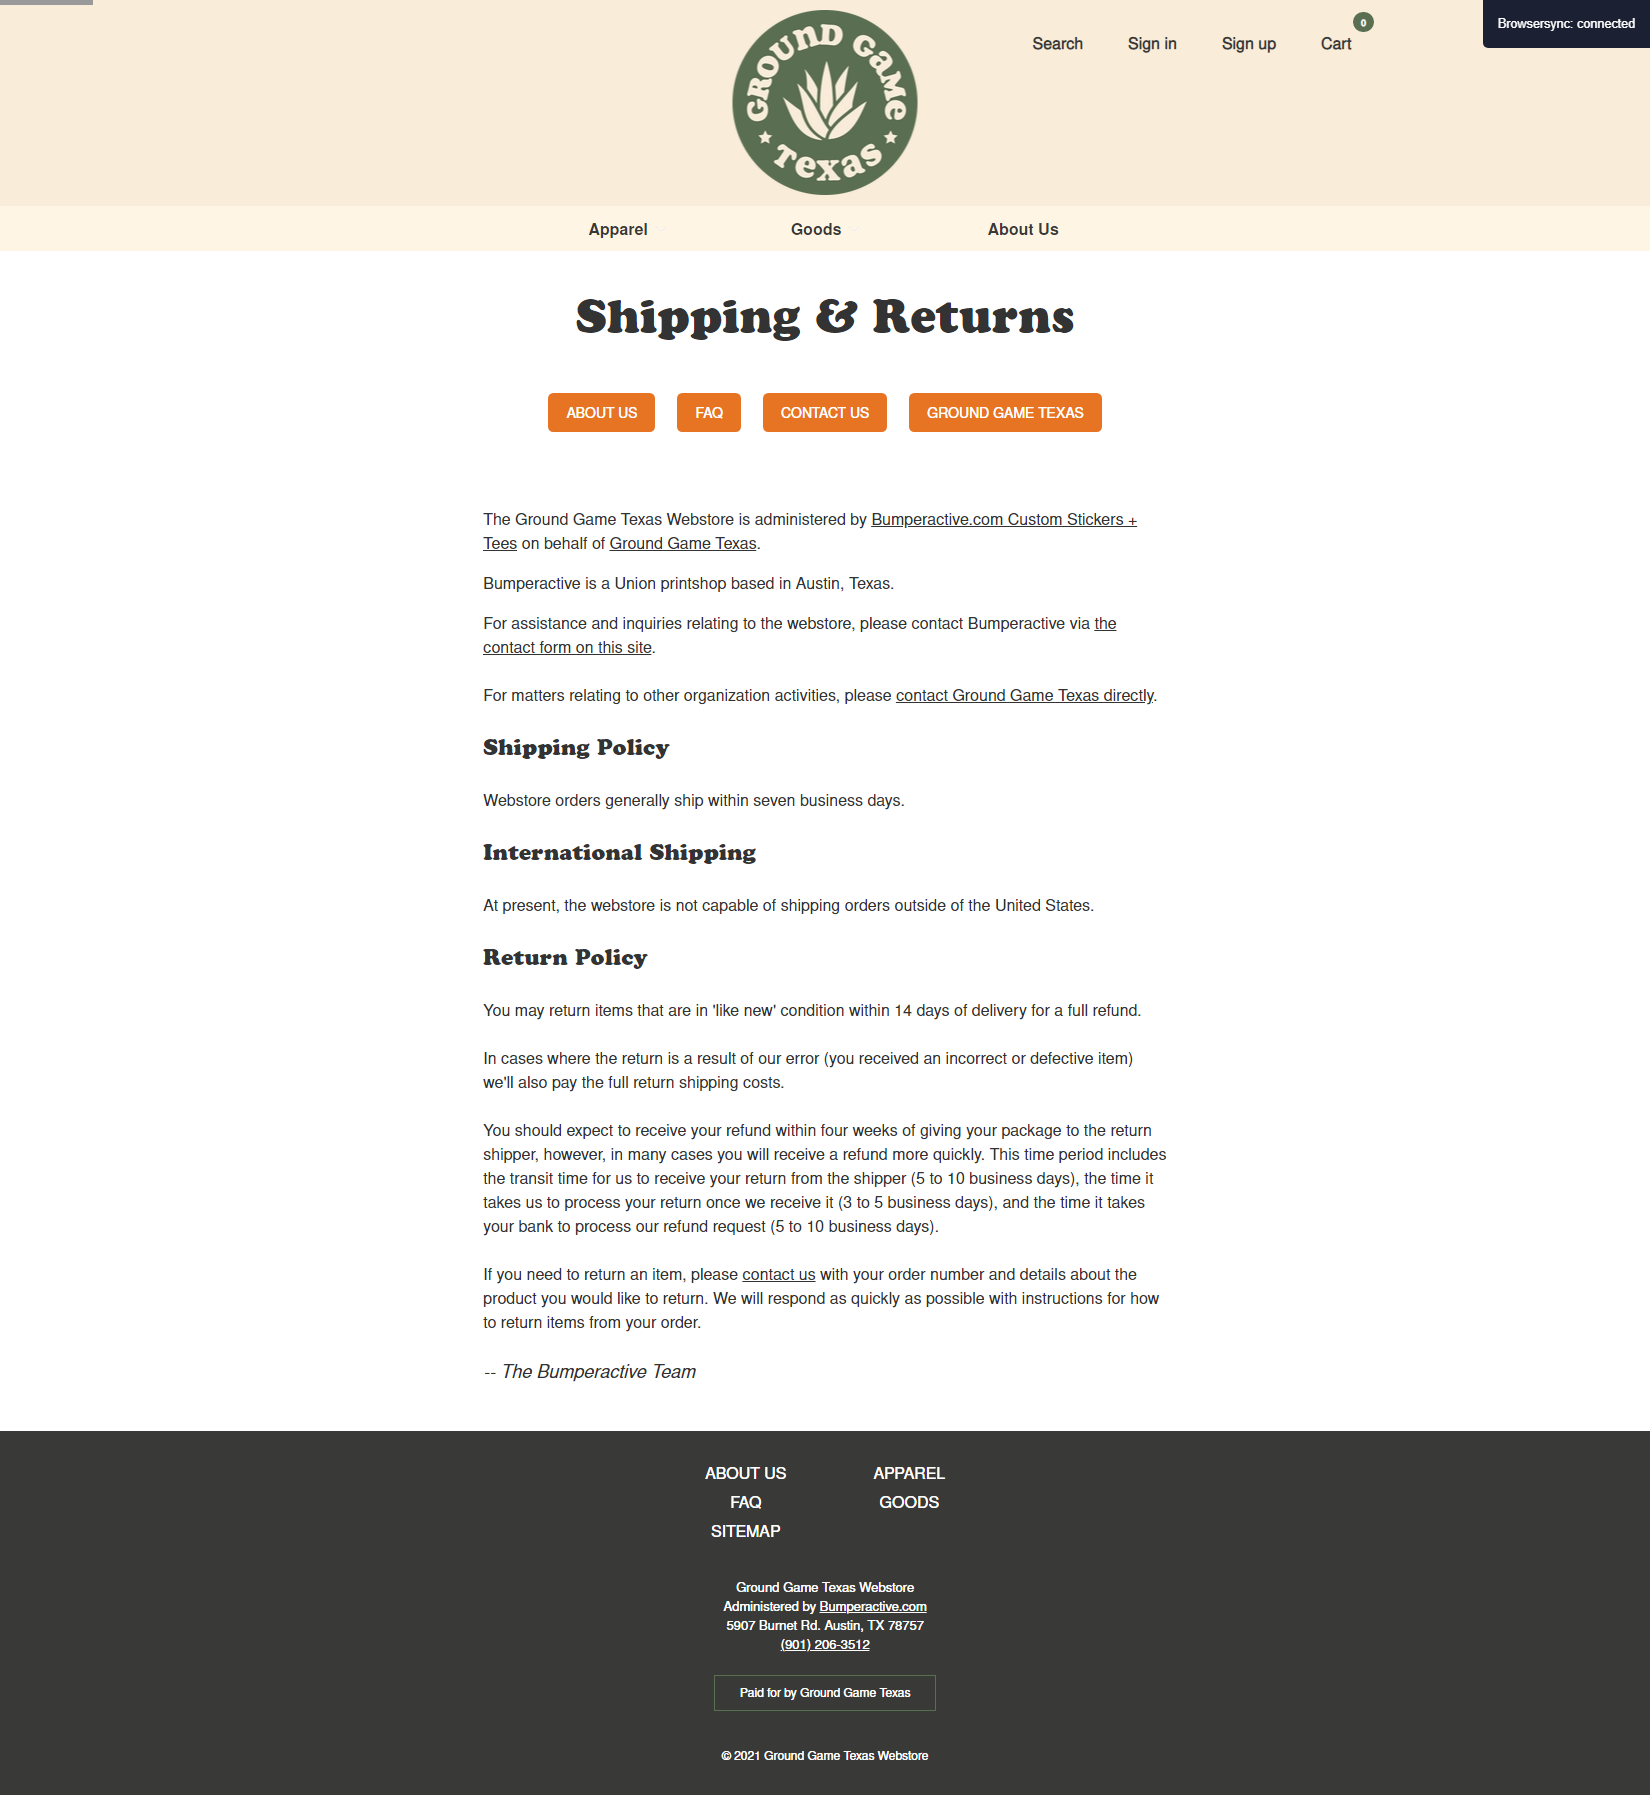 GROUND GAME
TEXAS
Search
Sign in
Sign up
Cart
0
Browsersync: connected
Apparel
Goods
About Us
Shipping & Returns
ABOUT US
FAQ
CONTACT US
GROUND GAME TEXAS
The Ground Game Texas Webstore is administered by Bumperactive.com Custom Stickers +
Tees on behalf of Ground Game Texas.
Bumperactive is a Union printshop based in Austin, Texas.
For assistance and inquiries relating to the webstore, please contact Bumperactive via the
contact form on this site.
For matters relating to other organization activities, please contact Ground Game Texas directly.
Shipping Policy
Webstore orders generally ship within seven business days.
International Shipping
At present, the webstore is not capable of shipping orders outside of the United States.
Return Policy
You may return items that are in 'like new' condition within 14 days of delivery for a full refund.
In cases where the return is a result of our error (you received an incorrect or defective item)
we'll also pay the full return shipping costs.
You should expect to receive your refund within four weeks of giving your package to the return
shipper, however, in many cases you will receive a refund more quickly. This time period includes
the transit time for us to receive your return from the shipper (5 to 10 business days), the time it
takes us to process your return once we receive it (3 to 5 business days), and the time it takes
your bank to process our refund request (5 to 10 business days).
If you need to return an item, please contact us with your order number and details about the
product you would like to return. We will respond as quickly as possible with instructions for how
to return items from your order.
-- The Bumperactive Team
ABOUT US
FAQ
SITEMAP
APPAREL
GOODS
Ground Game Texas Webstore
Administered by Bumperactive.com
5907 Burnet Rd. Austin, TX 78757
(901) 206-3512
Paid for by Ground Game Texas
© 2021 Ground Game Texas Webstore